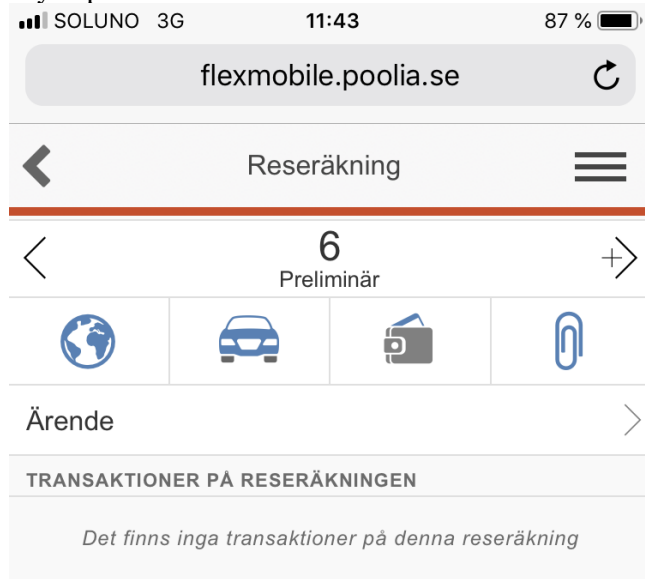 SOLUNO 3G 11:43 87 %
flexmobile.poolia.se
Reseräkning
6
Preliminär
Ärende
TRANSAKTIONER PÅ RESERÄKNINGEN
Det finns inga transaktioner på denna reseräkning